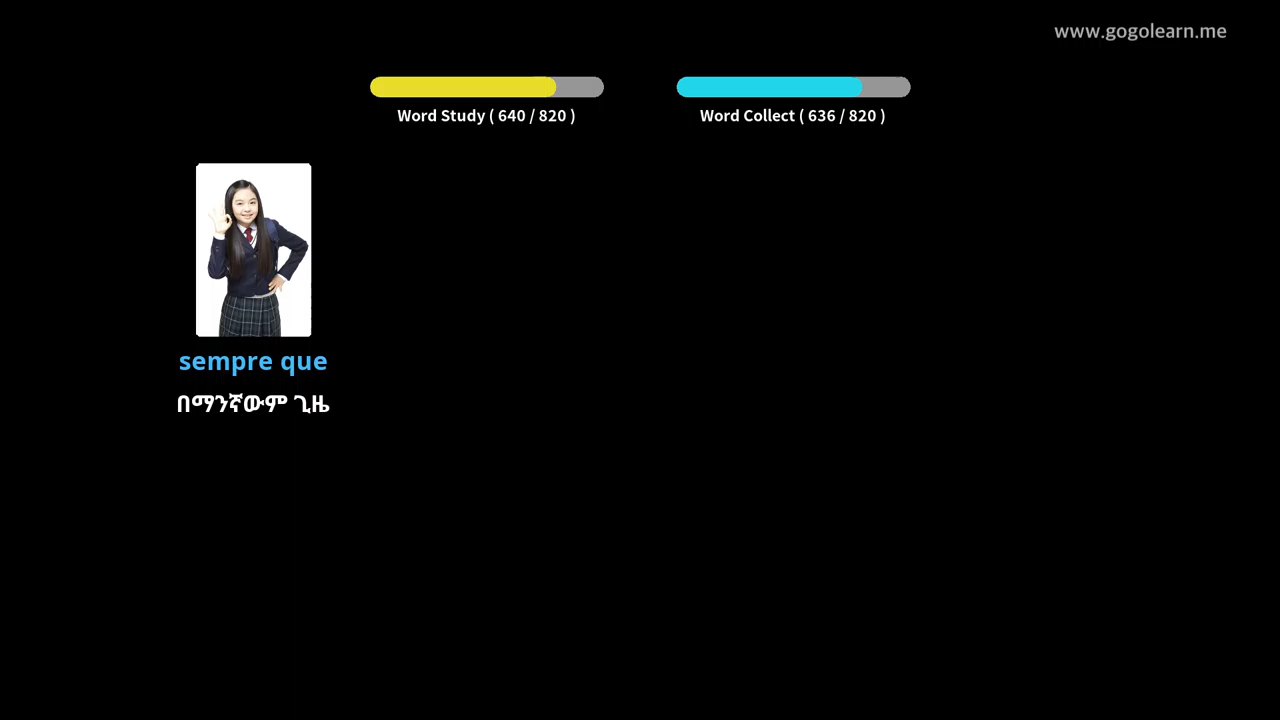 www.gogolearn.me
Word Study ( 640 / 820 )
Word Collect ( 636 / 820 )
sempre que
በማንኛውም ጊዜ